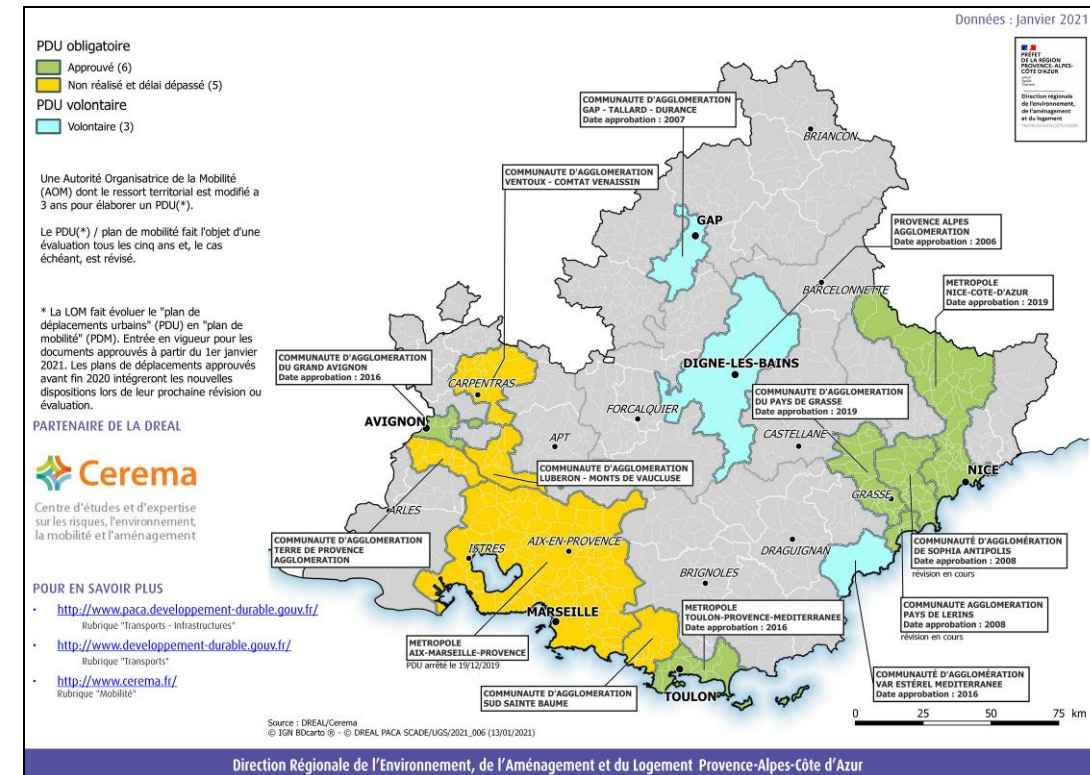 Données : Janvier 2021
PDU obligatoire
Approuvé (6)
Non réalisé et délai dépassé (5)
PDU volontaire
Volontaire (3)
PRÉFET
DE LA RÉGION
PROVENCE-ALPES-
CÔTE D'AZUR
Direction régionale
de l'environnement,
de l'aménagement
et du logement
Une Autorité Organisatrice de la Mobilité
(AOM) dont le ressort territorial est modifié a
3 ans pour élaborer un PDU(*).
Le PDU(*) / plan de mobilité fait l'objet d'une
évaluation tous les cinq ans et, le cas
échéant, est révisé.
* La LOM fait évoluer le "plan de
déplacements urbains" (PDU) en "plan de
mobilité" (PDM). Entrée en vigueur pour les
documents approuvés à partir du 1er janvier
2021. Les plans de déplacements approuvés
avant fin 2020 intégreront les nouvelles
dispositions lors de leur prochaine révision ou
évaluation.
PARTENAIRE DE LA DREAL
Cerema
Centre d'études et d'expertise
sur les risques, l'environnement,
la mobilité et l'aménagement
POUR EN SAVOIR PLUS
• http://www.paca.developpement-durable.gouv.fr/
Rubrique "Transports - Infrastructures"
• http://www.developpement-durable.gouv.fr/
Rubrique "Transports"
• http://www.cerema.fr/
Rubrique "Mobilité"
COMMUNAUTE D'AGGLOMERATION
GAP - TALLARD - DURANCE
Date approbation : 2007
BRIANCON
COMMUNAUTE D'AGGLOMERATION
VENTOUX - COMTAT VENAISSIN
GAP
PROVENCE ALPES
AGGLOMERATION
Date approbation : 2006
BARCELONNETTE
METROPOLE
NICE-COTE-D'AZUR
Date approbation : 2019
COMMUNAUTE D'AGGLOMERATION
DU GRAND AVIGNON
Date approbation : 2016
CARPENTRAS
DIGNE-LES-BAINS
COMMUNAUTE D'AGGLOMERATION
DU PAYS DE GRASSE
Date approbation : 2019
FORCALQUIER
AVIGNON
APT
CASTELLANE
COMMUNAUTE D'AGGLOMERATION
LUBERON - MONTS DE VAUCLUSE
NICE
GRASSE
ARLES
COMMUNAUTE D'AGGLOMERATION
TERRE DE PROVENCE
AGGLOMERATION
ISTRES
AIX-EN-PROVENCE
DRAGUIGNAN
COMMUNAUTÉ D'AGGLOMÉRATION
DE SOPHIA ANTIPOLIS
Date approbation : 2008
révision en cours
BRIGNOLES
MARSEILLE
METROPOLE
TOULON-PROVENCE-MEDITERRANEE
Date approbation : 2016
COMMUNAUTE AGGLOMERATION
PAYS DE LERINS
Date approbation : 2008
révision en cours
METROPOLE
AIX-MARSEILLE-PROVENCE
PDU arrêté le 19/12/2019
COMMUNAUTE D'AGGLOMERATION
SUD SAINTE BAUME
TOULON
COMMUNAUTÉ D'AGGLOMÉRATION
VAR ESTÉREL MEDITERRANEE
Date approbation : 2016
0 25 50 75 km
Source : DREAL/Cerema
© IGN BDcarto ® - © DREAL PACA SCADE/UGS/2021_006 (13/01/2021)
Direction Régionale de l'Environnement, de l'Aménagement et du Logement Provence-Alpes-Côte d'Azur